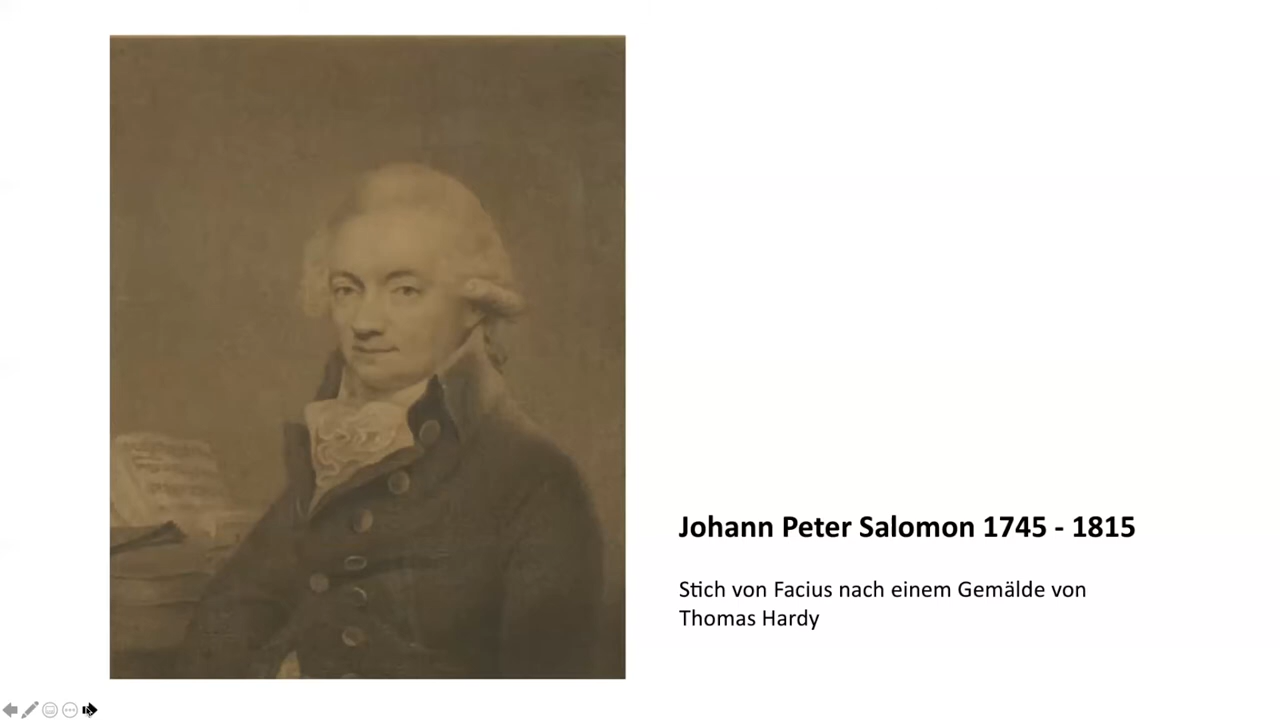 Johann Peter Salomon 1745 - 1815
Stich von Facius nach einem Gemälde von
Thomas Hardy